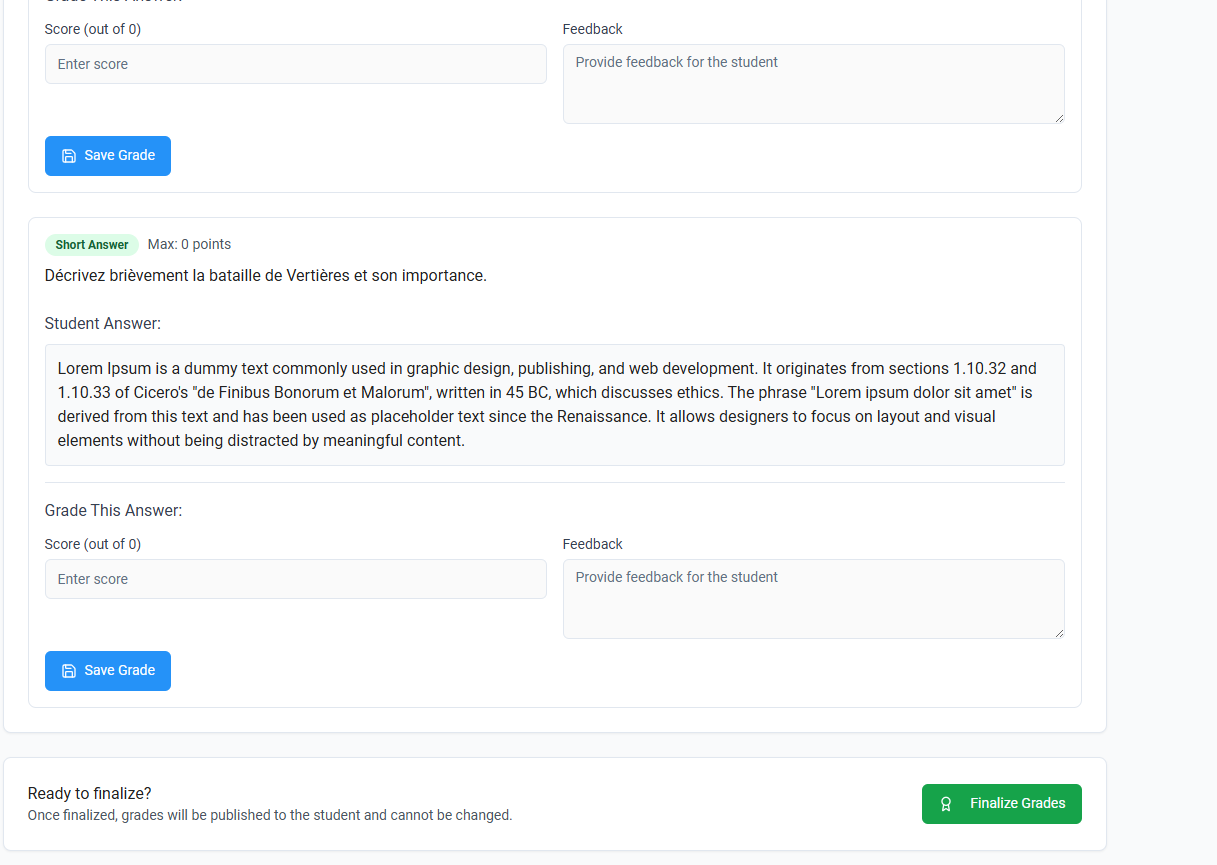 Grade This Answer:
Score (out of 0)
Feedback
Enter score
Provide feedback for the student
Save Grade
Short Answer Max: 0 points
Décrivez brièvement la bataille de Vertières et son importance.
Student Answer:
Lorem Ipsum is a dummy text commonly used in graphic design, publishing, and web development. It originates from sections 1.10.32 and
1.10.33 of Cicero's "de Finibus Bonorum et Malorum", written in 45 BC, which discusses ethics. The phrase "Lorem ipsum dolor sit amet" is
derived from this text and has been used as placeholder text since the Renaissance. It allows designers to focus on layout and visual
elements without being distracted by meaningful content.
Grade This Answer:
Score (out of 0)
Feedback
Enter score
Provide feedback for the student
Save Grade
Ready to finalize?
Once finalized, grades will be published to the student and cannot be changed.
Finalize Grades